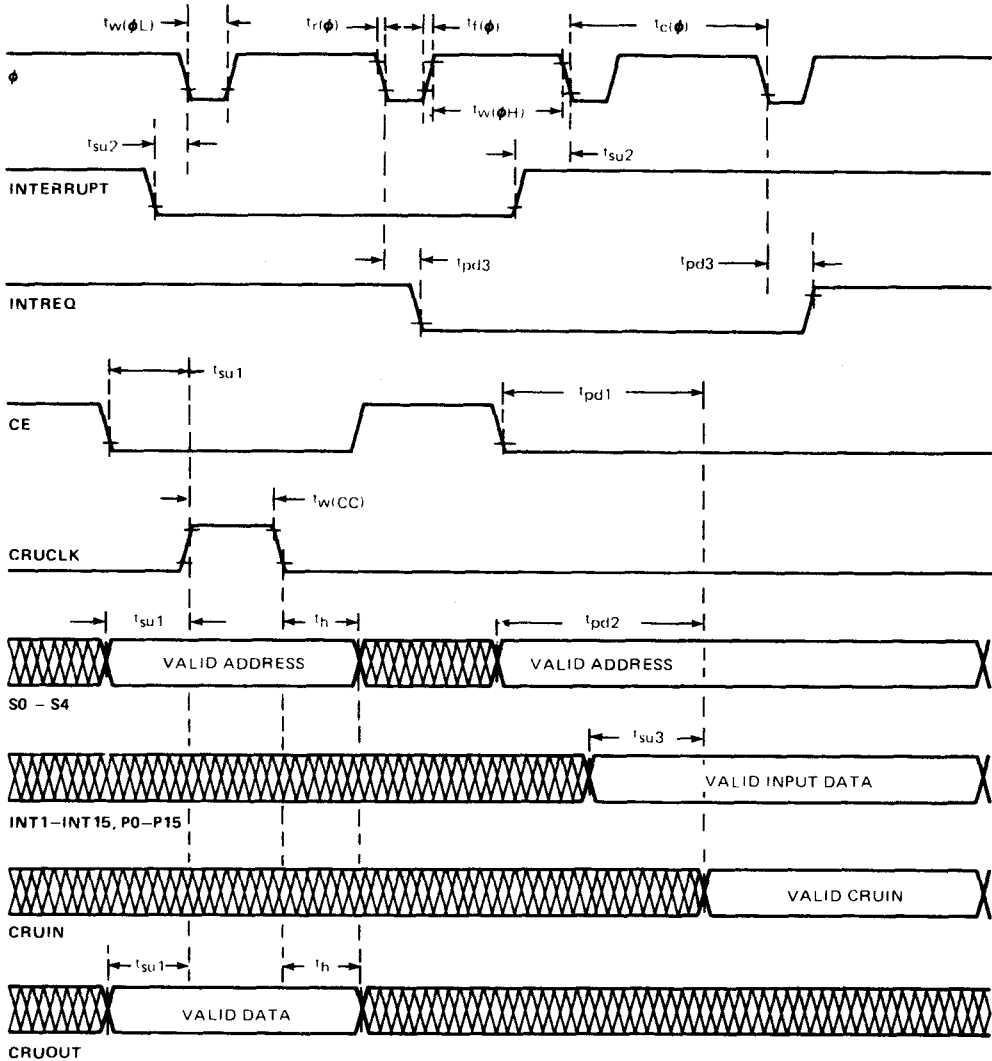 tw(ϕL)
tr(ϕ)
tf(ϕ)
tc(ϕ)
ϕ
tw(ϕH)
tsu2
tsu2
INTERRUPT
tpd3
tpd3
INTREQ
tsu1
tpd1
CE
tw(CC)
CRUCLK
tsu1
th
tpd2
VALID ADDRESS
VALID ADDRESS
S0 – S4
tsu3
VALID INPUT DATA
INT1–INT15, P0–P15
VALID CRUIN
CRUIN
tsu1
th
VALID DATA
CRUOUT